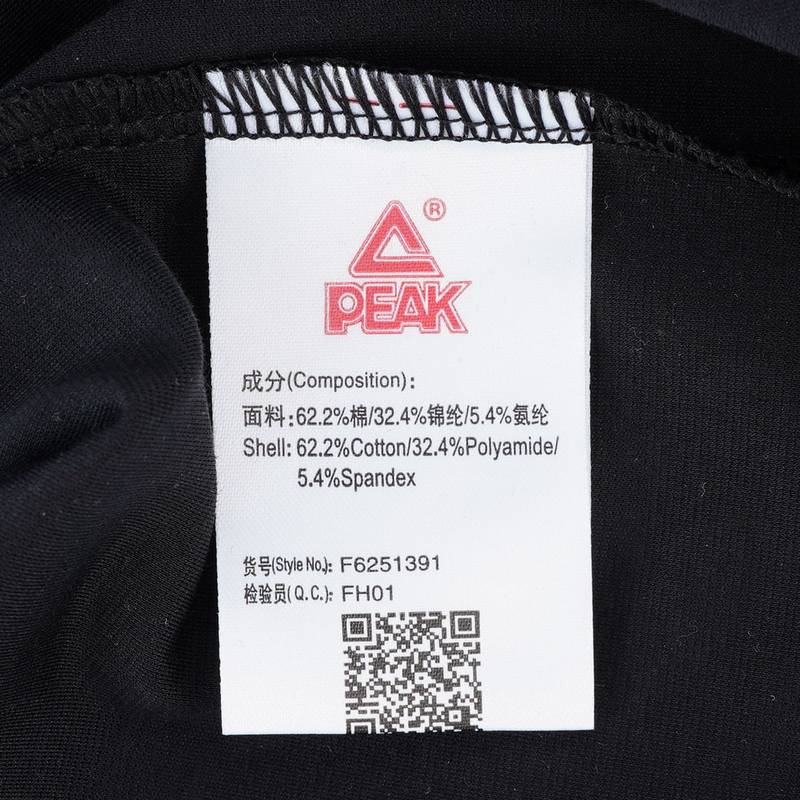 ®
PEAK
成分(Composition):
面料:62.2%棉/32.4%锦纶/5.4%氨纶
Shell: 62.2%Cotton/32.4%Polyamide/
5.4%Spandex
货号(Style No.): F6251391
检验员(Q.C.): FH01